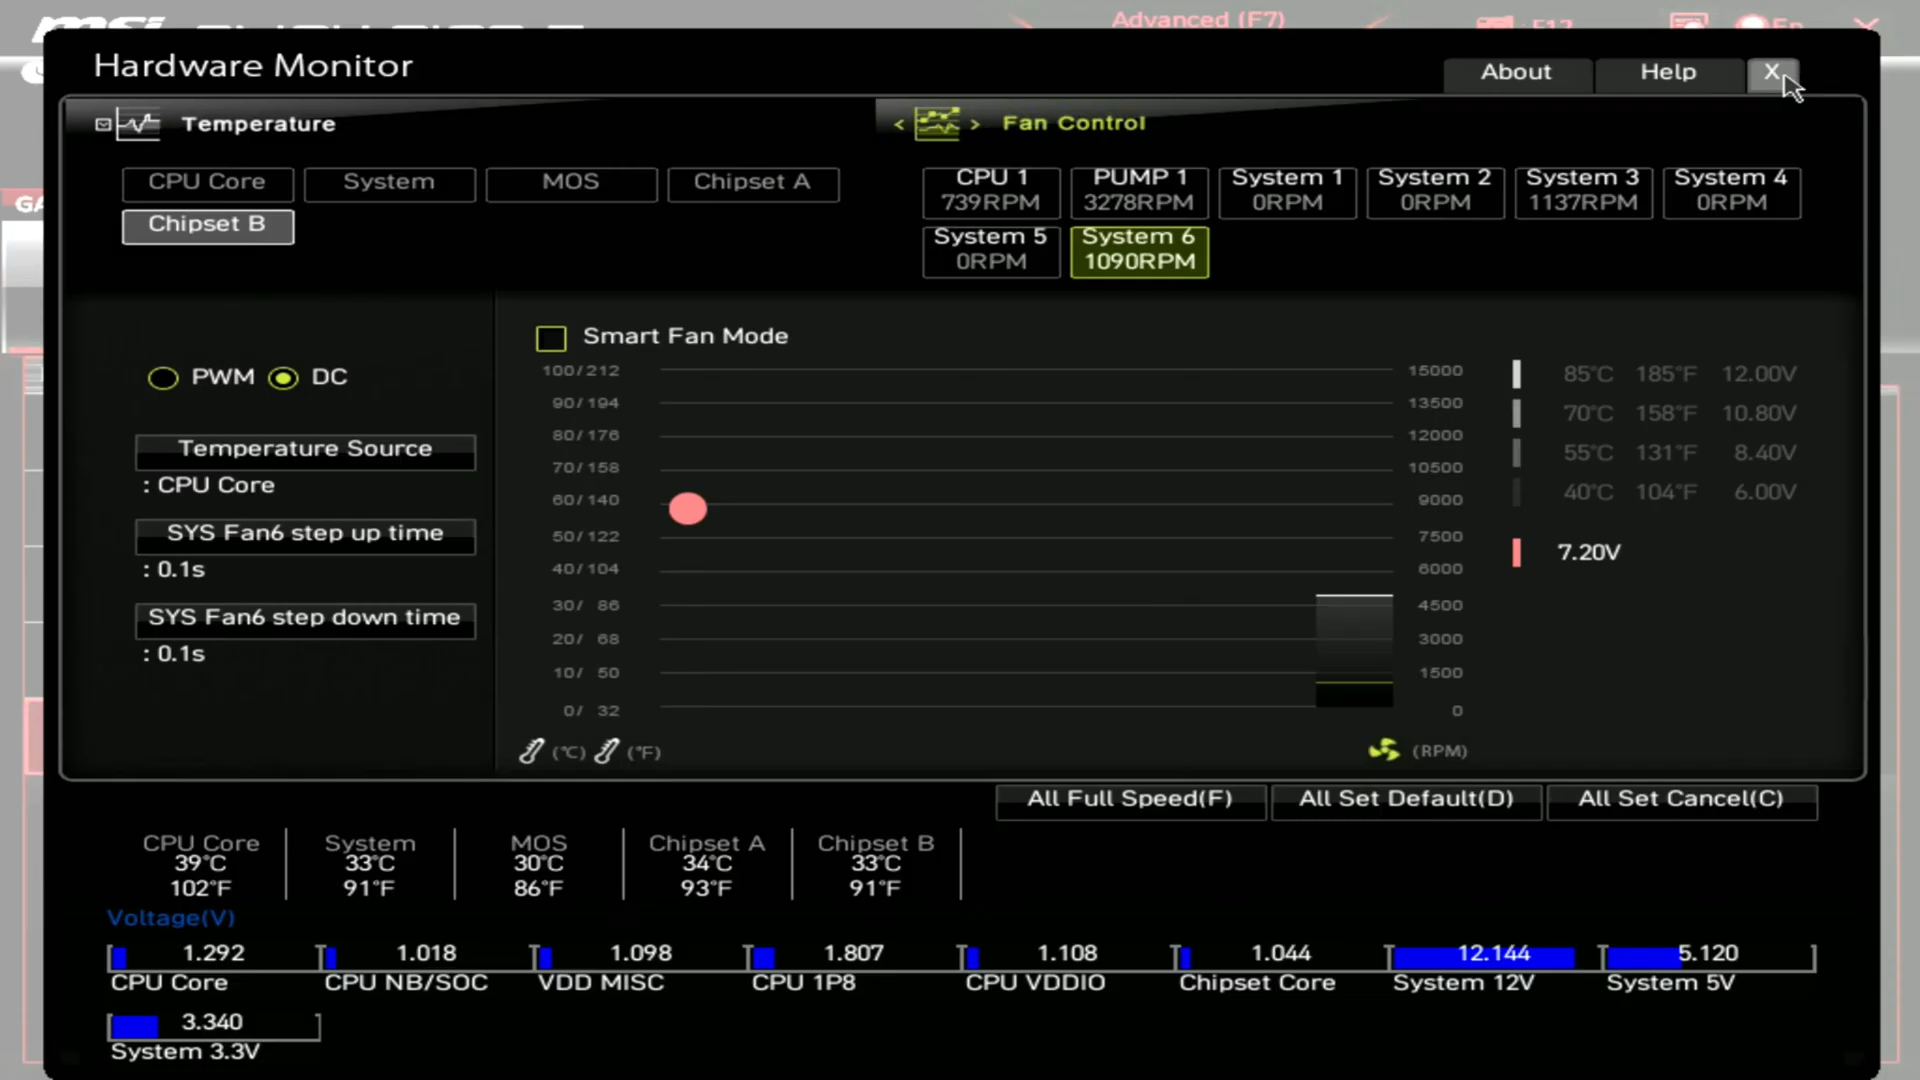 msi
Advanced (F7)
F12
En
Hardware Monitor
About
Help
X
Temperature
< > Fan Control
CPU Core
System
MOS
Chipset A
Chipset B
CPU 1
739RPM
PUMP 1
3278RPM
System 1
0RPM
System 2
0RPM
System 3
1137RPM
System 4
0RPM
System 5
0RPM
System 6
1090RPM
PWM
DC
Temperature Source
: CPU Core
SYS Fan6 step up time
: 0.1s
SYS Fan6 step down time
: 0.1s
Smart Fan Mode
100/212 15000
90/194 13500
80/176 12000
70/158 10500
60/140 9000
50/122 7500
40/104 6000
30/ 86 4500
20/ 68 3000
10/ 50 1500
0/ 32 0
(°C) (°F) (RPM)
85°C 185°F 12.00V
70°C 158°F 10.80V
55°C 131°F 8.40V
40°C 104°F 6.00V
7.20V
All Full Speed(F)
All Set Default(D)
All Set Cancel(C)
CPU Core
39°C
102°F
System
33°C
91°F
MOS
30°C
86°F
Chipset A
34°C
93°F
Chipset B
33°C
91°F
Voltage(V)
1.292
CPU Core
1.018
CPU NB/SOC
1.098
VDD MISC
1.807
CPU 1P8
1.108
CPU VDDIO
1.044
Chipset Core
12.144
System 12V
5.120
System 5V
3.340
System 3.3V